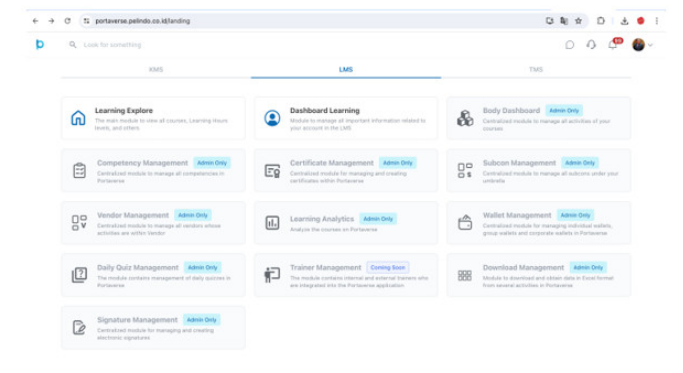 portaverse.pelindo.co.id/landing
Look for something
KMS
LMS
TMS
Learning Explore
The main module to view all courses, Learning Hours
levels, and others
Dashboard Learning
Module to manage all important information related to
your account in the LMS
Body Dashboard Admin Only
Centralized module to manage all activities of your
courses
Competency Management Admin Only
Centralized module to manage all competencies in
Portaverse
Certificate Management Admin Only
Centralized module for managing and creating
certificates within Portaverse
Subcon Management Admin Only
Centralized module to manage all subcons under your
umbrella
Vendor Management Admin Only
Centralized module to manage all vendors whose
activities are within Vendor
Learning Analytics Admin Only
Analyze the courses on Portaverse
Wallet Management Admin Only
Centralized module for managing individual wallets,
group wallets and corporate wallets in Portaverse
Daily Quiz Management Admin Only
The module contains management of daily quizzes in
Portaverse
Trainer Management Coming Soon
The module contains internal and external trainers who
are integrated into the Portaverse application
Download Management Admin Only
Module to download and obtain data in Excel format
from several activities in Portaverse
Signature Management Admin Only
Centralized module for managing and creating
electronic signatures